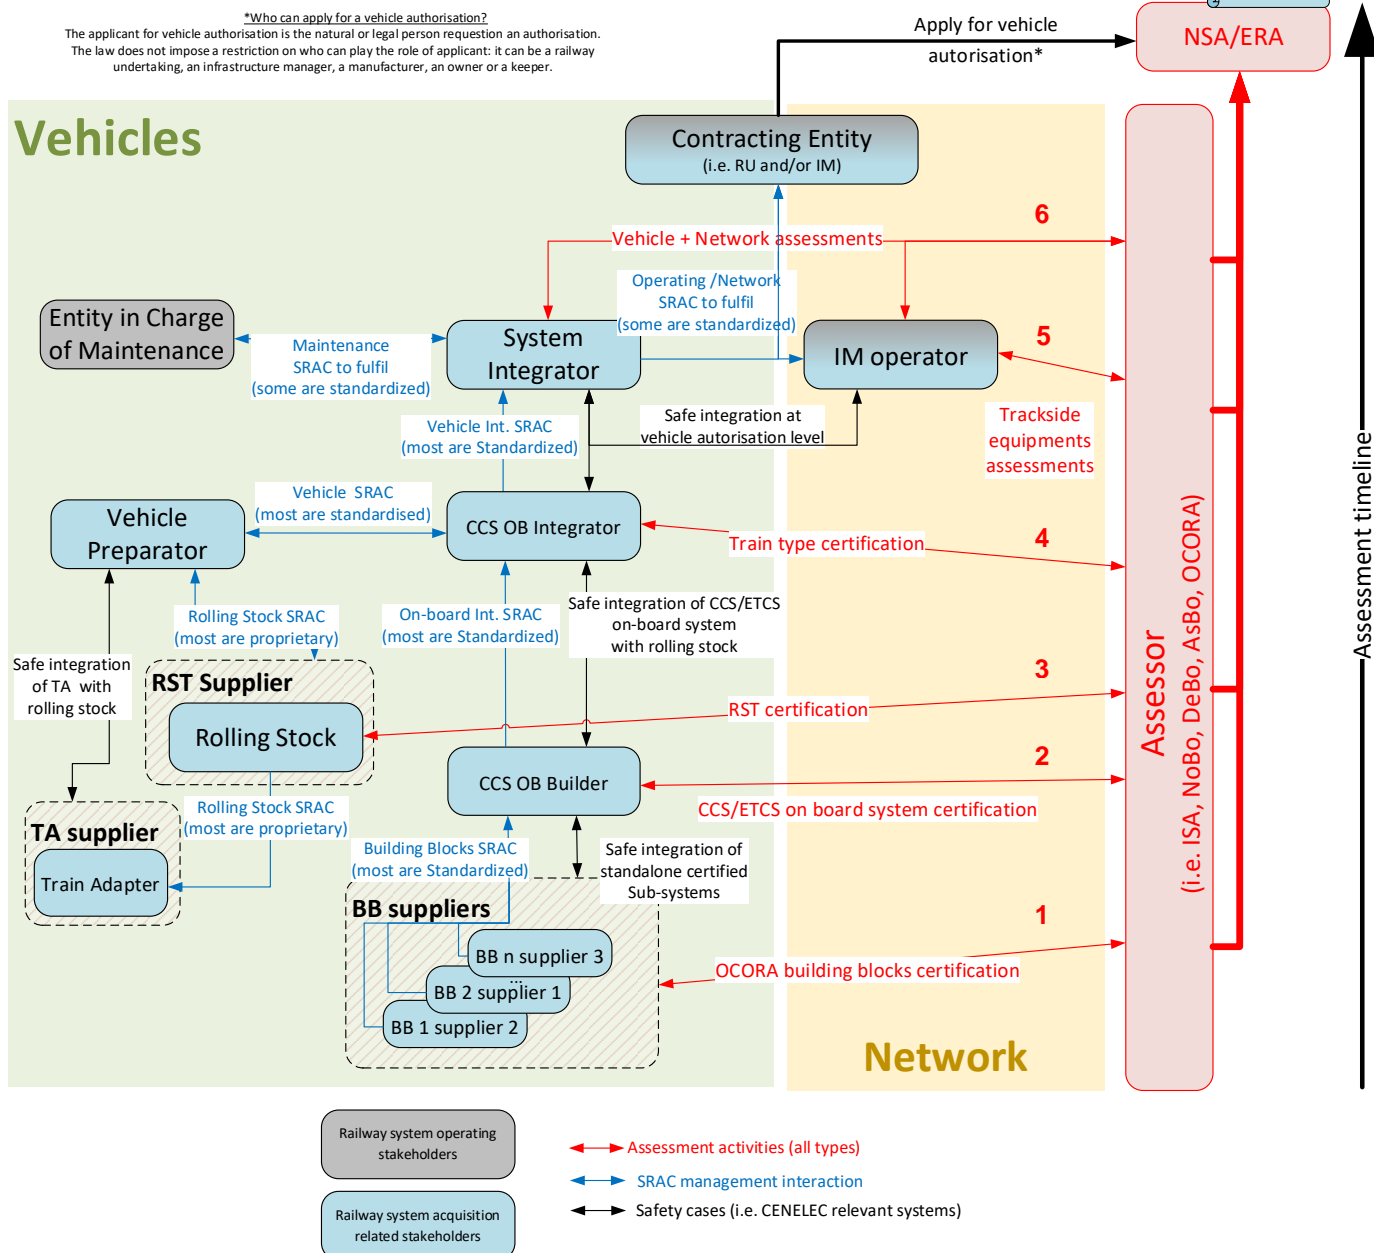 *Who can apply for a vehicle authorisation?
The applicant for vehicle authorisation is the natural or legal person requestion an authorisation.
The law does not impose a restriction on who can play the role of applicant: it can be a railway
undertaking, an infrastructure manager, a manufacturer, an owner or a keeper.
Apply for vehicle
autorisation*
NSA/ERA
Vehicles
Contracting Entity
(i.e. RU and/or IM)
6
Vehicle + Network assessments
Operating /Network
SRAC to fulfil
(some are standardized)
Entity in Charge
of Maintenance
Maintenance
SRAC to fulfil
(some are standardized)
System
Integrator
IM operator
5
Trackside
equipments
assessments
Vehicle Int. SRAC
(most are Standardized)
Safe integration at
vehicle autorisation level
Vehicle Preparator
Vehicle SRAC
(most are standardised)
CCS OB Integrator
Train type certification
4
Rolling Stock SRAC
(most are proprietary)
On-board Int. SRAC
(most are Standardized)
Safe integration of CCS/ETCS
on-board system
with rolling stock
Safe integration
of TA with
rolling stock
RST Supplier
Rolling Stock
RST certification
3
CCS OB Builder
2
CCS/ETCS on board system certification
Rolling Stock SRAC
(most are proprietary)
TA supplier
Train Adapter
Building Blocks SRAC
(most are Standardized)
Safe integration of
standalone certified
Sub-systems
BB suppliers
BB n supplier 3
...
BB 2 supplier 1
BB 1 supplier 2
1
OCORA building blocks certification
Network
Assessor
(i.e. ISA, NoBo, DeBo, AsBo, OCORA)
Assessment timeline
Railway system operating
stakeholders
Railway system acquisition
related stakeholders
Assessment activities (all types)
SRAC management interaction
Safety cases (i.e. CENELEC relevant systems)